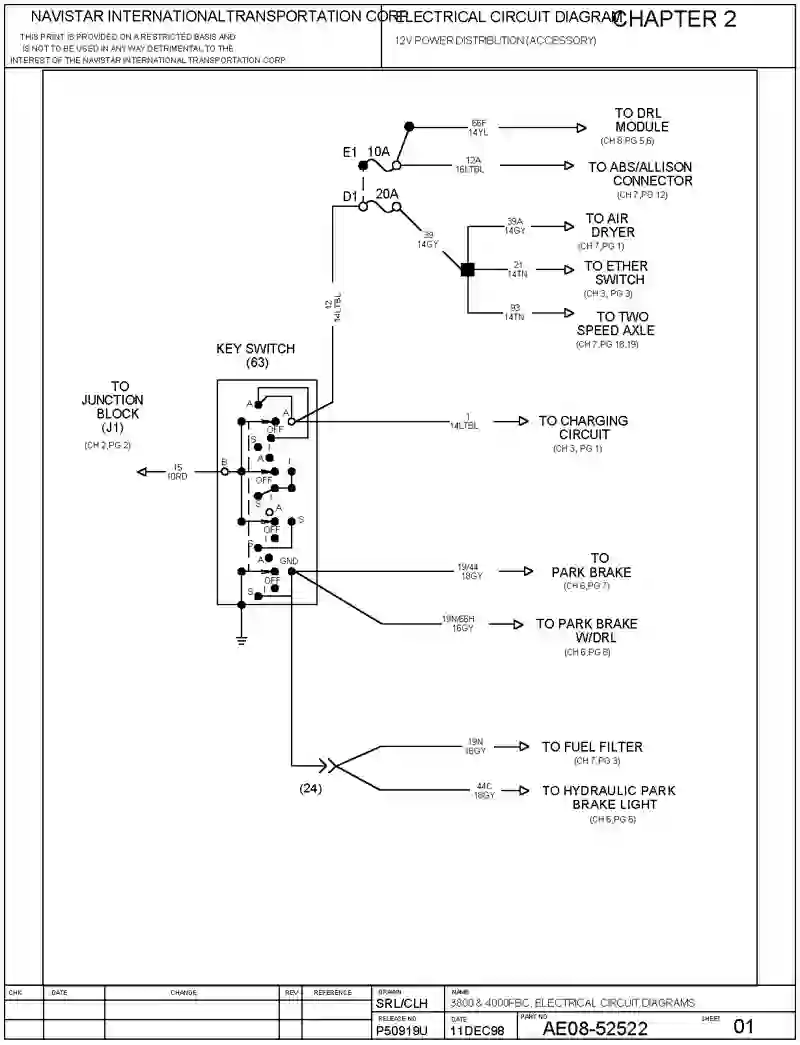 NAVISTAR INTERNATIONALTRANSPORTATION CORP
THIS PRINT IS PROVIDED ON A RESTRICTED BASIS AND
IS NOT TO BE USED IN ANY WAY DETRIMENTAL TO THE
INTEREST OF THE NAVISTAR INTERNATIONAL TRANSPORTATION CORP
ELECTRICAL CIRCUIT DIAGRAM
CHAPTER 2
12V POWER DISTRIBUTION (ACCESSORY)
66F
14YL
TO DRL
MODULE
(CH 8,PG 5,6)
E1 10A
12A
16LTBL
TO ABS/ALLISON
CONNECTOR
(CH 7,PG 12)
D1 20A
39
14GY
39A
14GY
TO AIR
DRYER
(CH 7,PG 1)
21
14TN
TO ETHER
SWITCH
(CH 3, PG 3)
93
14TN
TO TWO
SPEED AXLE
(CH 7,PG 18,19)
12
14LTBL
KEY SWITCH
(63)
TO
JUNCTION
BLOCK
(J1)
(CH 2,PG 2)
15
10RD
B
A
A
OFF
S
I
A
I
OFF
S
I
A
S
OFF
S
I
A
GND
OFF
S
I
1
14LTBL
TO CHARGING
CIRCUIT
(CH 3, PG 1)
19/44
18GY
TO
PARK BRAKE
(CH 6,PG 7)
19N/66H
16GY
TO PARK BRAKE
W/DRL
(CH 6,PG 8)
(24)
19N
16GY
TO FUEL FILTER
(CH 7,PG 3)
44C
18GY
TO HYDRAULIC PARK
BRAKE LIGHT
(CH 6,PG 6)
CHK
DATE
CHANGE
REV
REFERENCE
DRAWN
SRL/CLH
NAME
3800 & 4000FBC, ELECTRICAL CIRCUIT DIAGRAMS
RELEASE NO
P50919U
DATE
11DEC98
PART NO
AE08-52522
SHEET
01